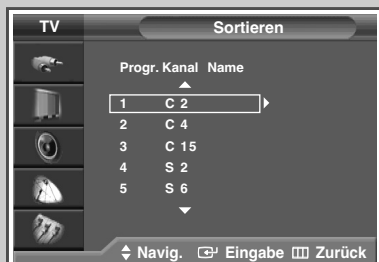 TV Sortieren
Progr. Kanal Name
1 C 2
2 C 4
3 C 15
4 S 2
5 S 6
Navig. Eingabe Zurück